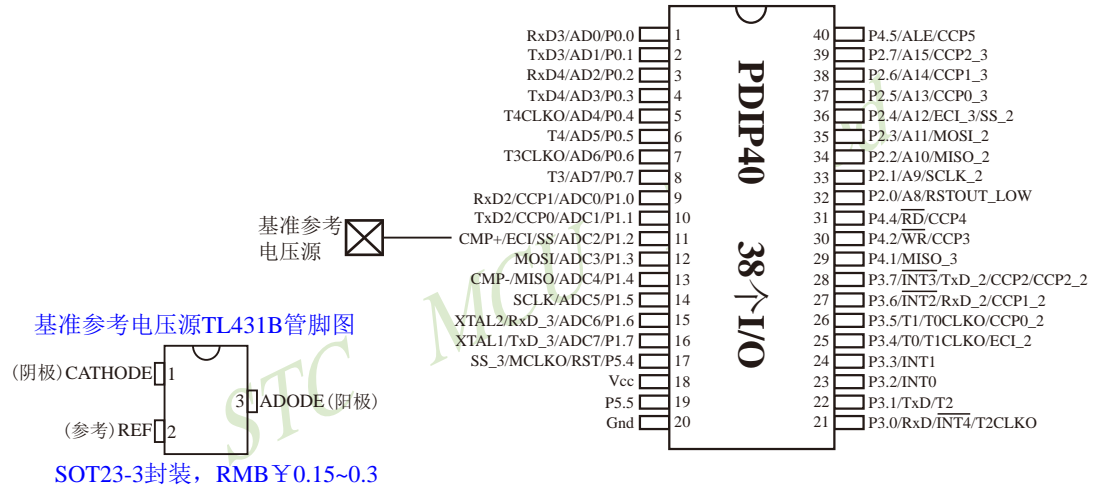 RxD3/AD0/P0.0 1
TxD3/AD1/P0.1 2
RxD4/AD2/P0.2 3
TxD4/AD3/P0.3 4
T4CLKO/AD4/P0.4 5
T4/AD5/P0.5 6
T3CLKO/AD6/P0.6 7
T3/AD7/P0.7 8
RxD2/CCP1/ADC0/P1.0 9
TxD2/CCP0/ADC1/P1.1 10
CMP+/ECI/SS/ADC2/P1.2 11
MOSI/ADC3/P1.3 12
CMP-/MISO/ADC4/P1.4 13
SCLK/ADC5/P1.5 14
XTAL2/RxD_3/ADC6/P1.6 15
XTAL1/TxD_3/ADC7/P1.7 16
SS_3/MCLKO/RST/P5.4 17
Vcc 18
P5.5 19
Gnd 20
PDIP40 38个I/O
40 P4.5/ALE/CCP5
39 P2.7/A15/CCP2_3
38 P2.6/A14/CCP1_3
37 P2.5/A13/CCP0_3
36 P2.4/A12/ECI_3/SS_2
35 P2.3/A11/MOSI_2
34 P2.2/A10/MISO_2
33 P2.1/A9/SCLK_2
32 P2.0/A8/RSTOUT_LOW
31 P4.4/RD/CCP4
30 P4.2/WR/CCP3
29 P4.1/MISO_3
28 P3.7/INT3/TxD_2/CCP2/CCP2_2
27 P3.6/INT2/RxD_2/CCP1_2
26 P3.5/T1/T0CLKO/CCP0_2
25 P3.4/T0/T1CLKO/ECI_2
24 P3.3/INT1
23 P3.2/INT0
22 P3.1/TxD/T2
21 P3.0/RxD/INT4/T2CLKO
基准参考
电压源
基准参考电压源TL431B管脚图
(阴极)CATHODE 1
3 ADODE(阳极)
(参考)REF 2
SOT23-3封装，RMB￥0.15~0.3
STC MCU